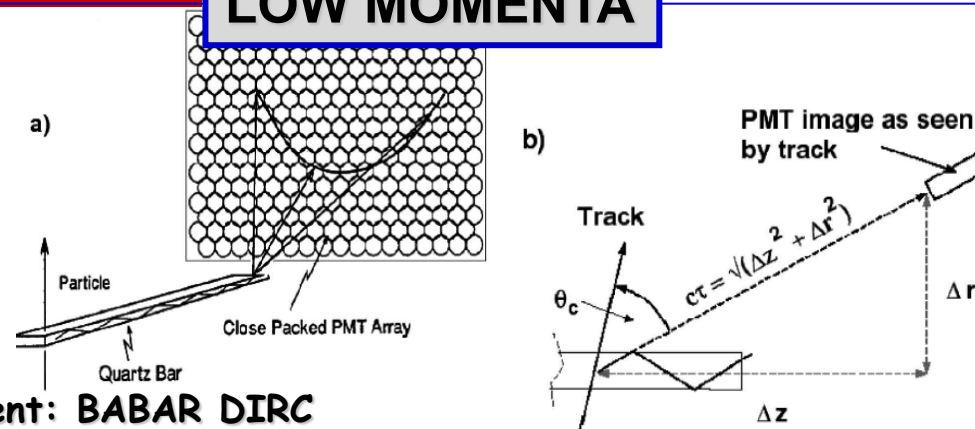 LOW MOMENTA
a)
Particle
Close Packed PMT Array
Quartz Bar
b)
PMT image as seen
by track
Track
θc
cτ = √(Δz² + Δr²)
Δr
Δz
ent: BABAR DIRC